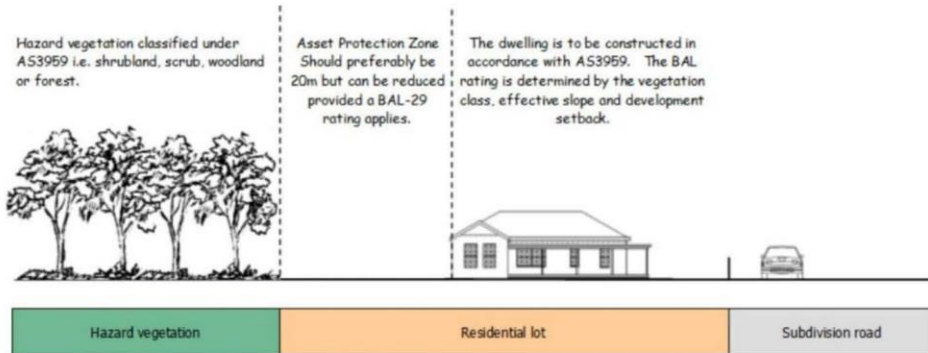 Hazard vegetation classified under
AS3959 i.e. shrubland, scrub, woodland
or forest.
Asset Protection Zone
Should preferably be
20m but can be reduced
provided a BAL-29
rating applies.
The dwelling is to be constructed in
accordance with AS3959. The BAL
rating is determined by the vegetation
class, effective slope and development
setback.
Hazard vegetation
Residential lot
Subdivision road